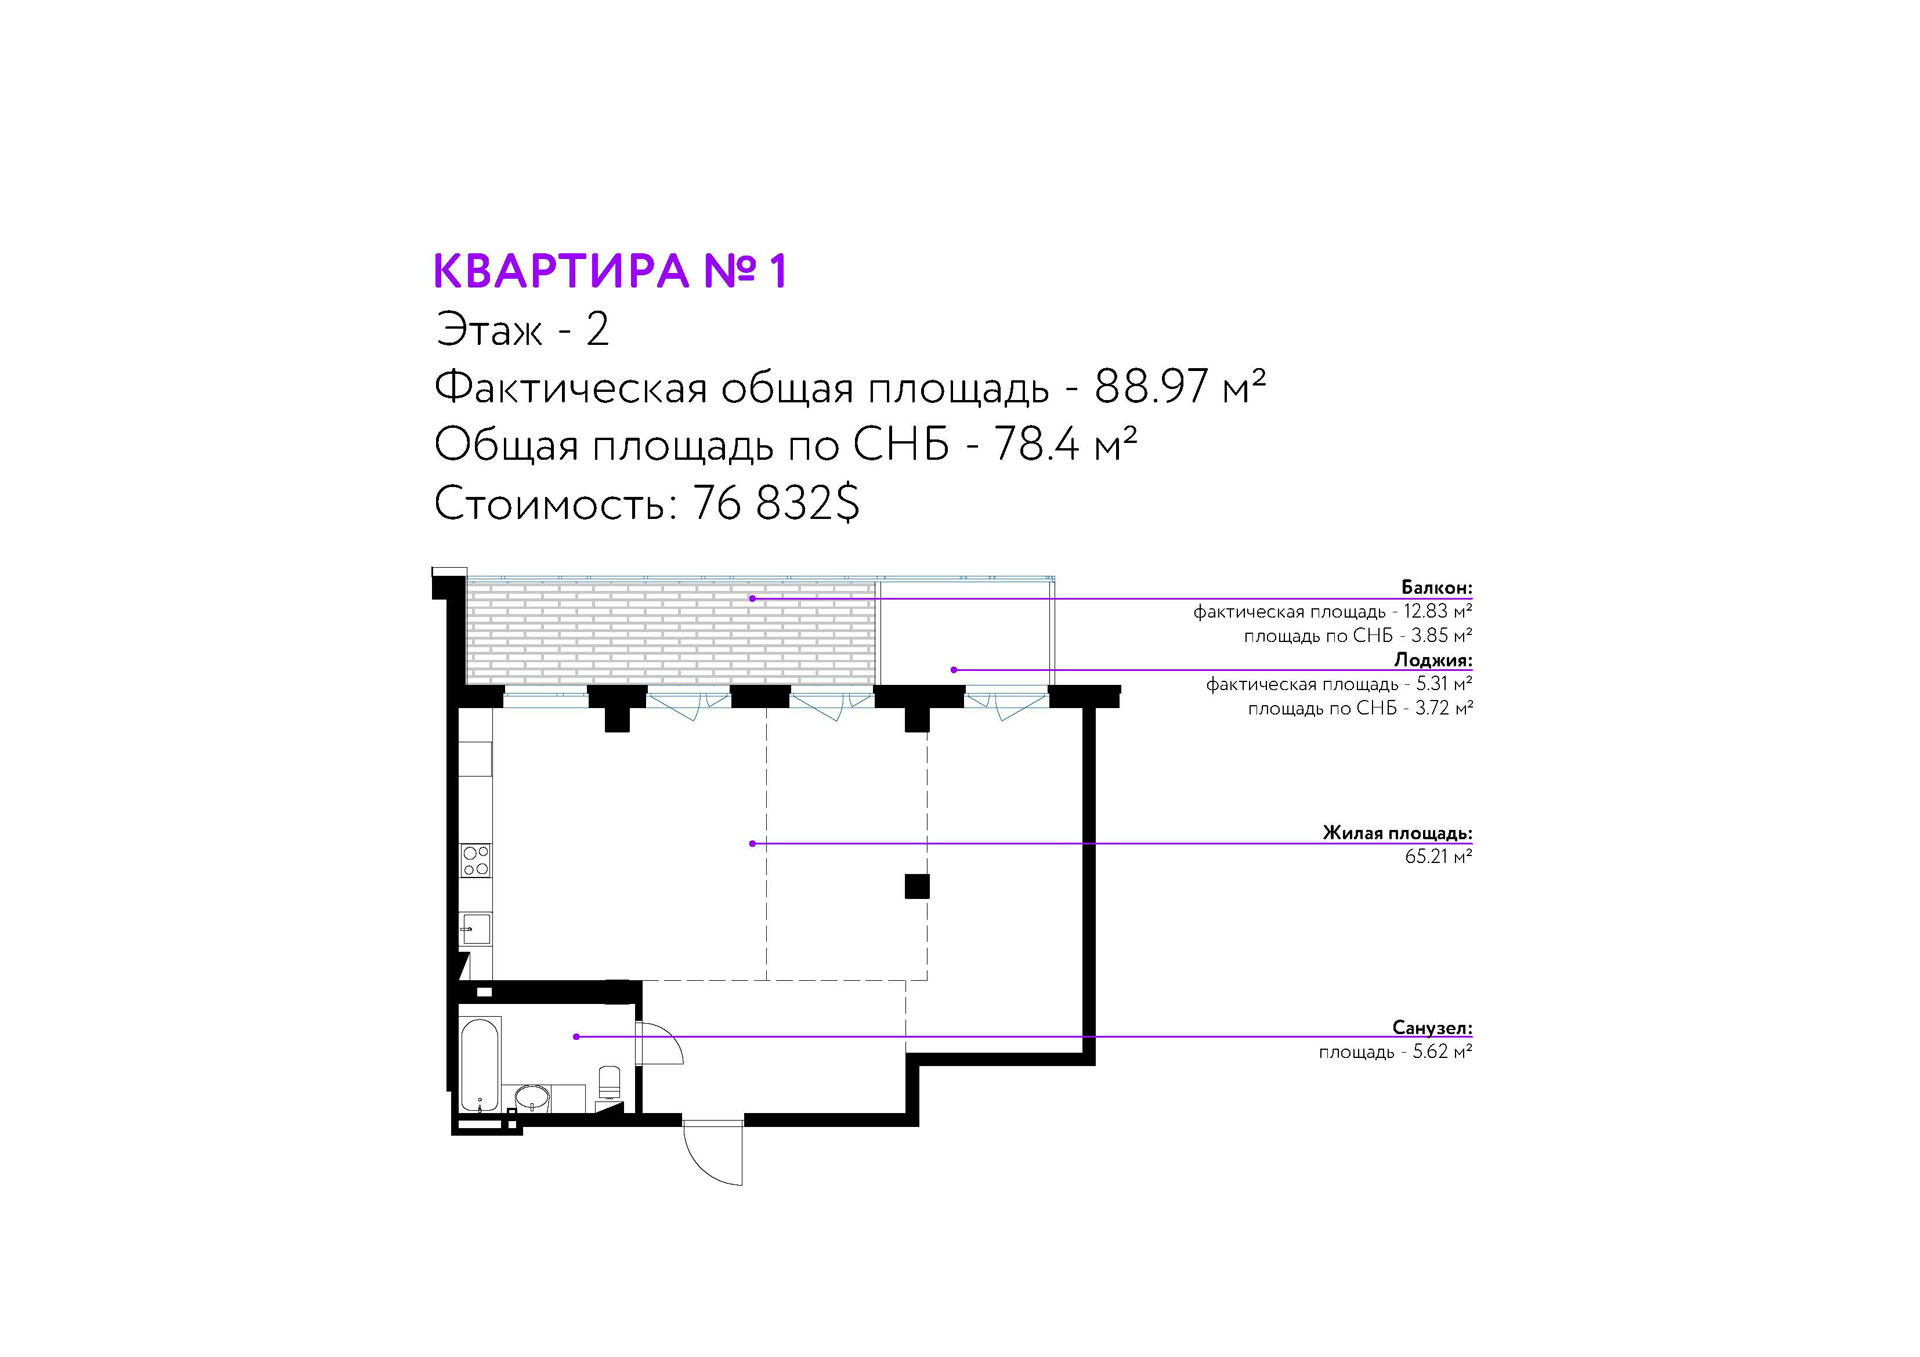 КВАРТИРА № 1
Этаж - 2
Фактическая общая площадь - 88.97 м²
Общая площадь по СНБ - 78.4 м²
Стоимость: 76 832$
Балкон:
фактическая площадь - 12.83 м²
площадь по СНБ - 3.85 м²
Лоджия:
фактическая площадь - 5.31 м²
площадь по СНБ - 3.72 м²
Жилая площадь:
65.21 м²
Санузел:
площадь - 5.62 м²